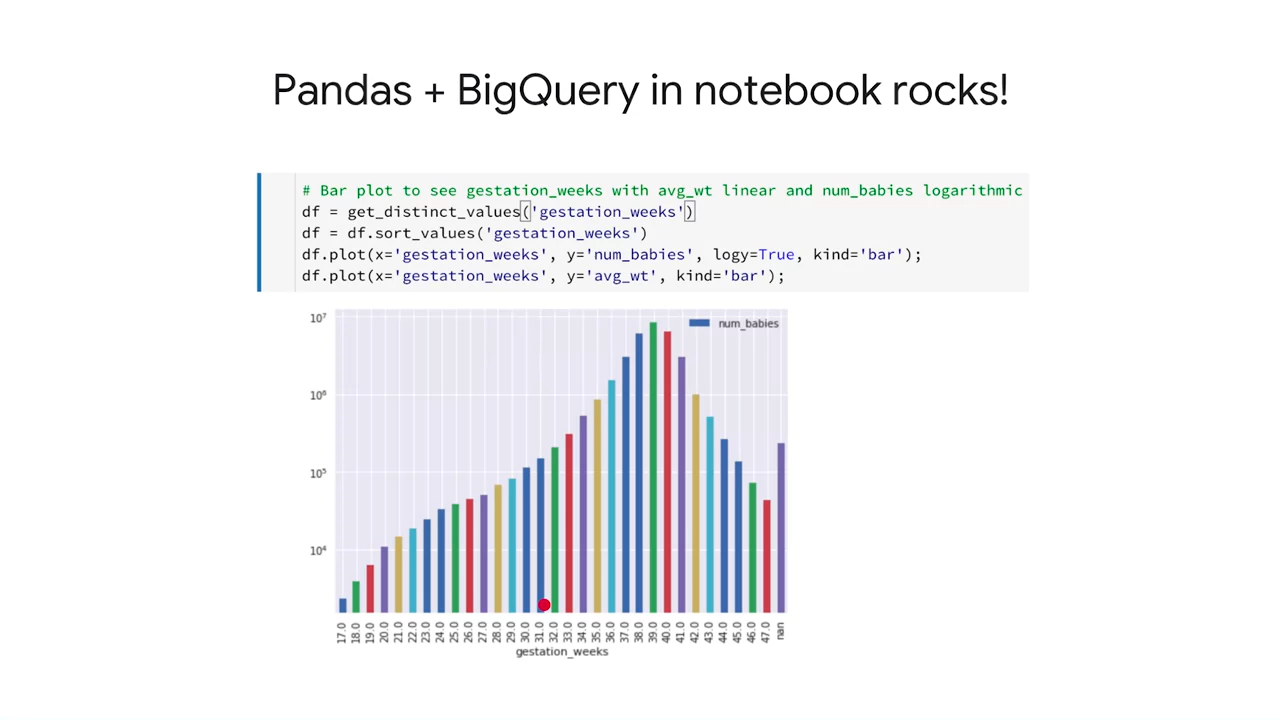 Pandas + BigQuery in notebook rocks!
# Bar plot to see gestation_weeks with avg_wt linear and num_babies logarithmic
df = get_distinct_values('gestation_weeks')
df = df.sort_values('gestation_weeks')
df.plot(x='gestation_weeks', y='num_babies', logy=True, kind='bar');
df.plot(x='gestation_weeks', y='avg_wt', kind='bar');
num_babies
10⁷
10⁶
10⁵
10⁴
17.0 18.0 19.0 20.0 21.0 22.0 23.0 24.0 25.0 26.0 27.0 28.0 29.0 30.0 31.0 32.0 33.0 34.0 35.0 36.0 37.0 38.0 39.0 40.0 41.0 42.0 43.0 44.0 45.0 46.0 47.0 nan
gestation_weeks